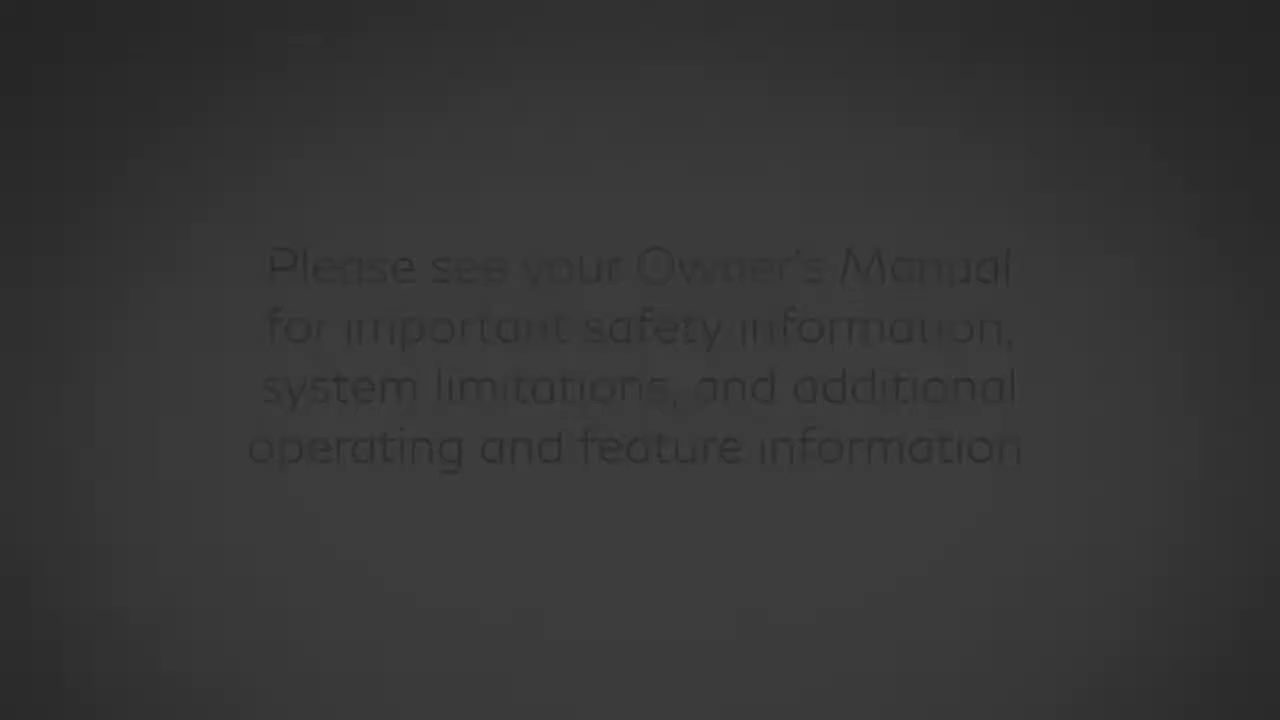 Please see your Owner's Manual
for important safety information,
system limitations, and additional
operating and feature information